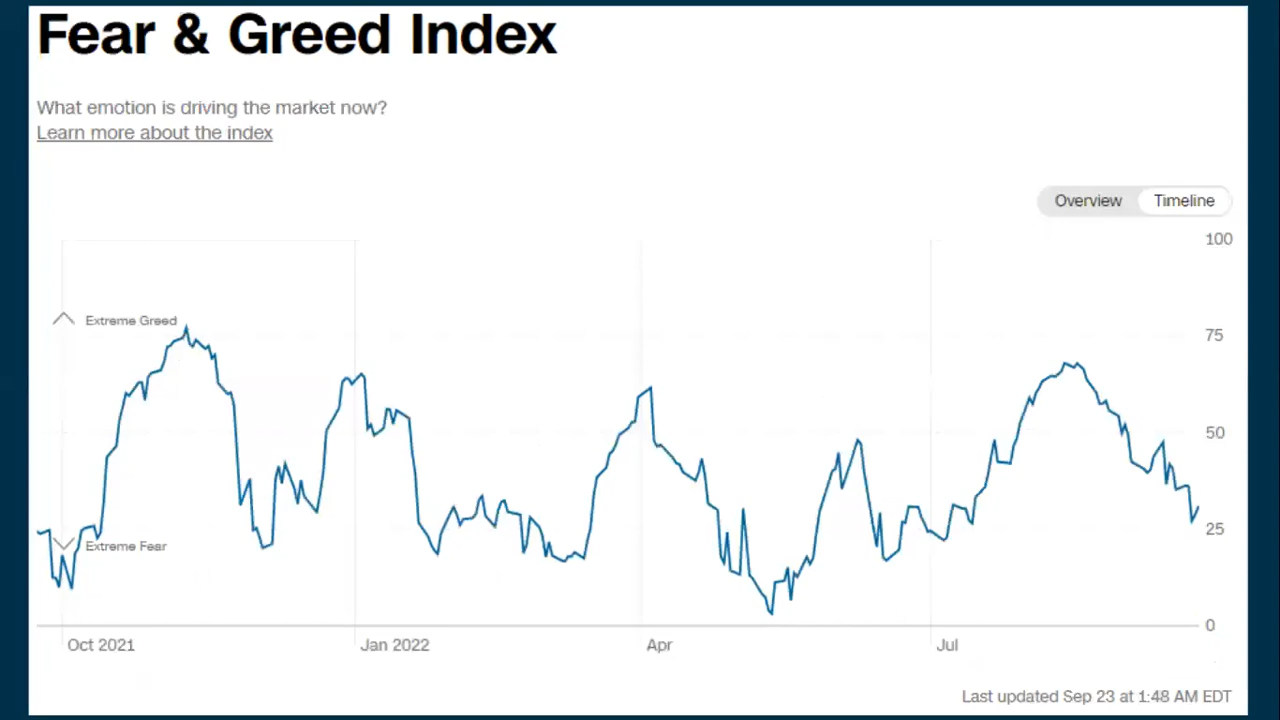 Fear & Greed Index
What emotion is driving the market now?
Learn more about the index
Overview Timeline
100
Extreme Greed
75
50
25
Extreme Fear
0
Oct 2021 Jan 2022 Apr Jul
Last updated Sep 23 at 1:48 AM EDT